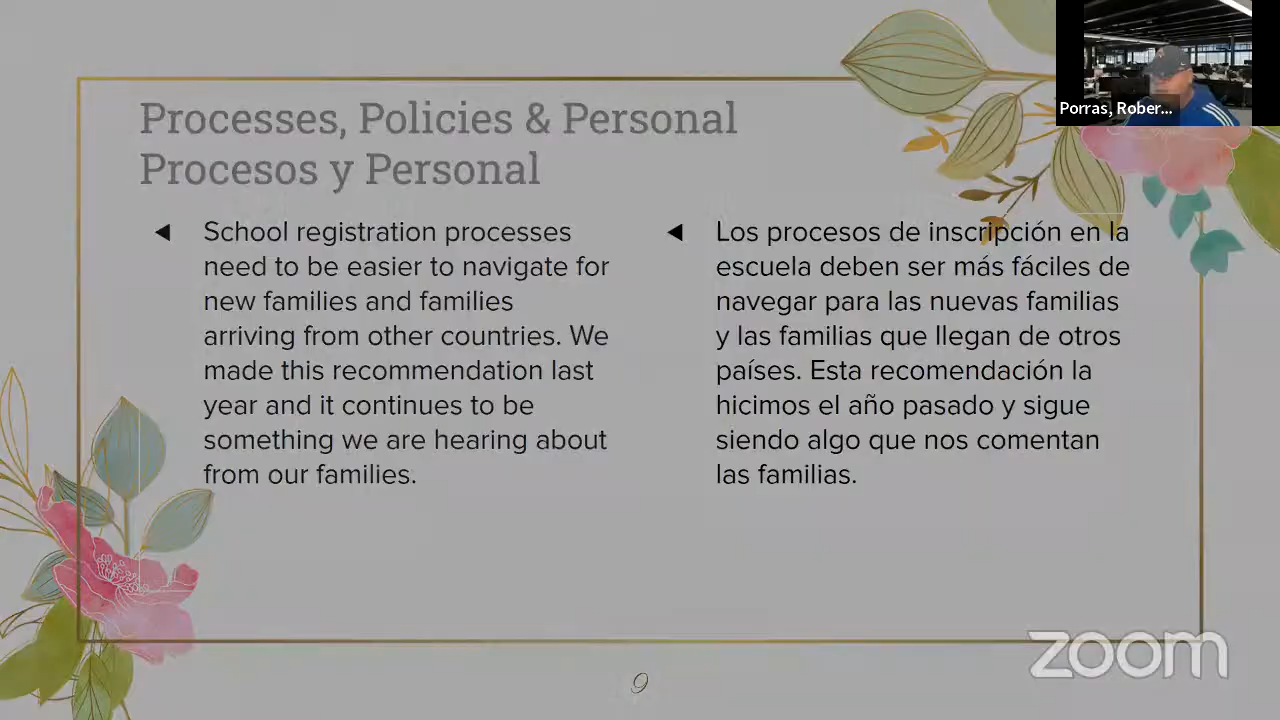 Processes, Policies & Personal
Procesos y Personal
School registration processes
need to be easier to navigate for
new families and families
arriving from other countries. We
made this recommendation last
year and it continues to be
something we are hearing about
from our families.
Los procesos de inscripción en la
escuela deben ser más fáciles de
navegar para las nuevas familias
y las familias que llegan de otros
países. Esta recomendación la
hicimos el año pasado y sigue
siendo algo que nos comentan
las familias.
Porras, Rober...
zoom
9